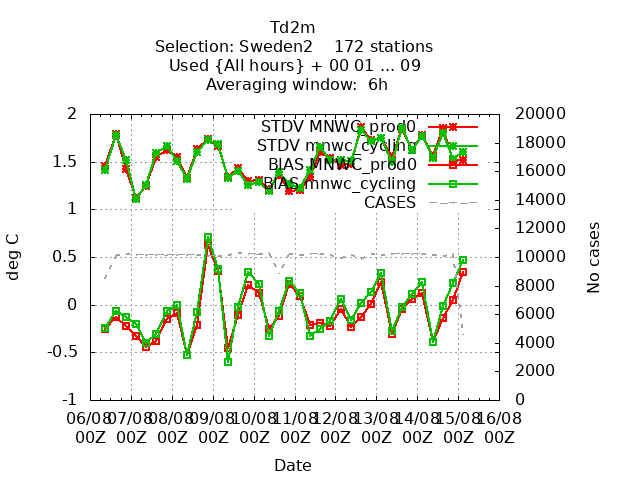 Td2m
Selection: Sweden2    172 stations
Used {All hours} + 00 01 ... 09
Averaging window:  6h
2
1.5
1
0.5
0
-0.5
-1
deg C
20000
18000
16000
14000
12000
10000
8000
6000
4000
2000
0
No cases
STDV MNWC_prod0
STDV mnwc_cycling
BIAS MNWC_prod0
BIAS mnwc_cycling
CASES
06/08 07/08 08/08 09/08 10/08 11/08 12/08 13/08 14/08 15/08 16/08
00Z 00Z 00Z 00Z 00Z 00Z 00Z 00Z 00Z 00Z 00Z
Date